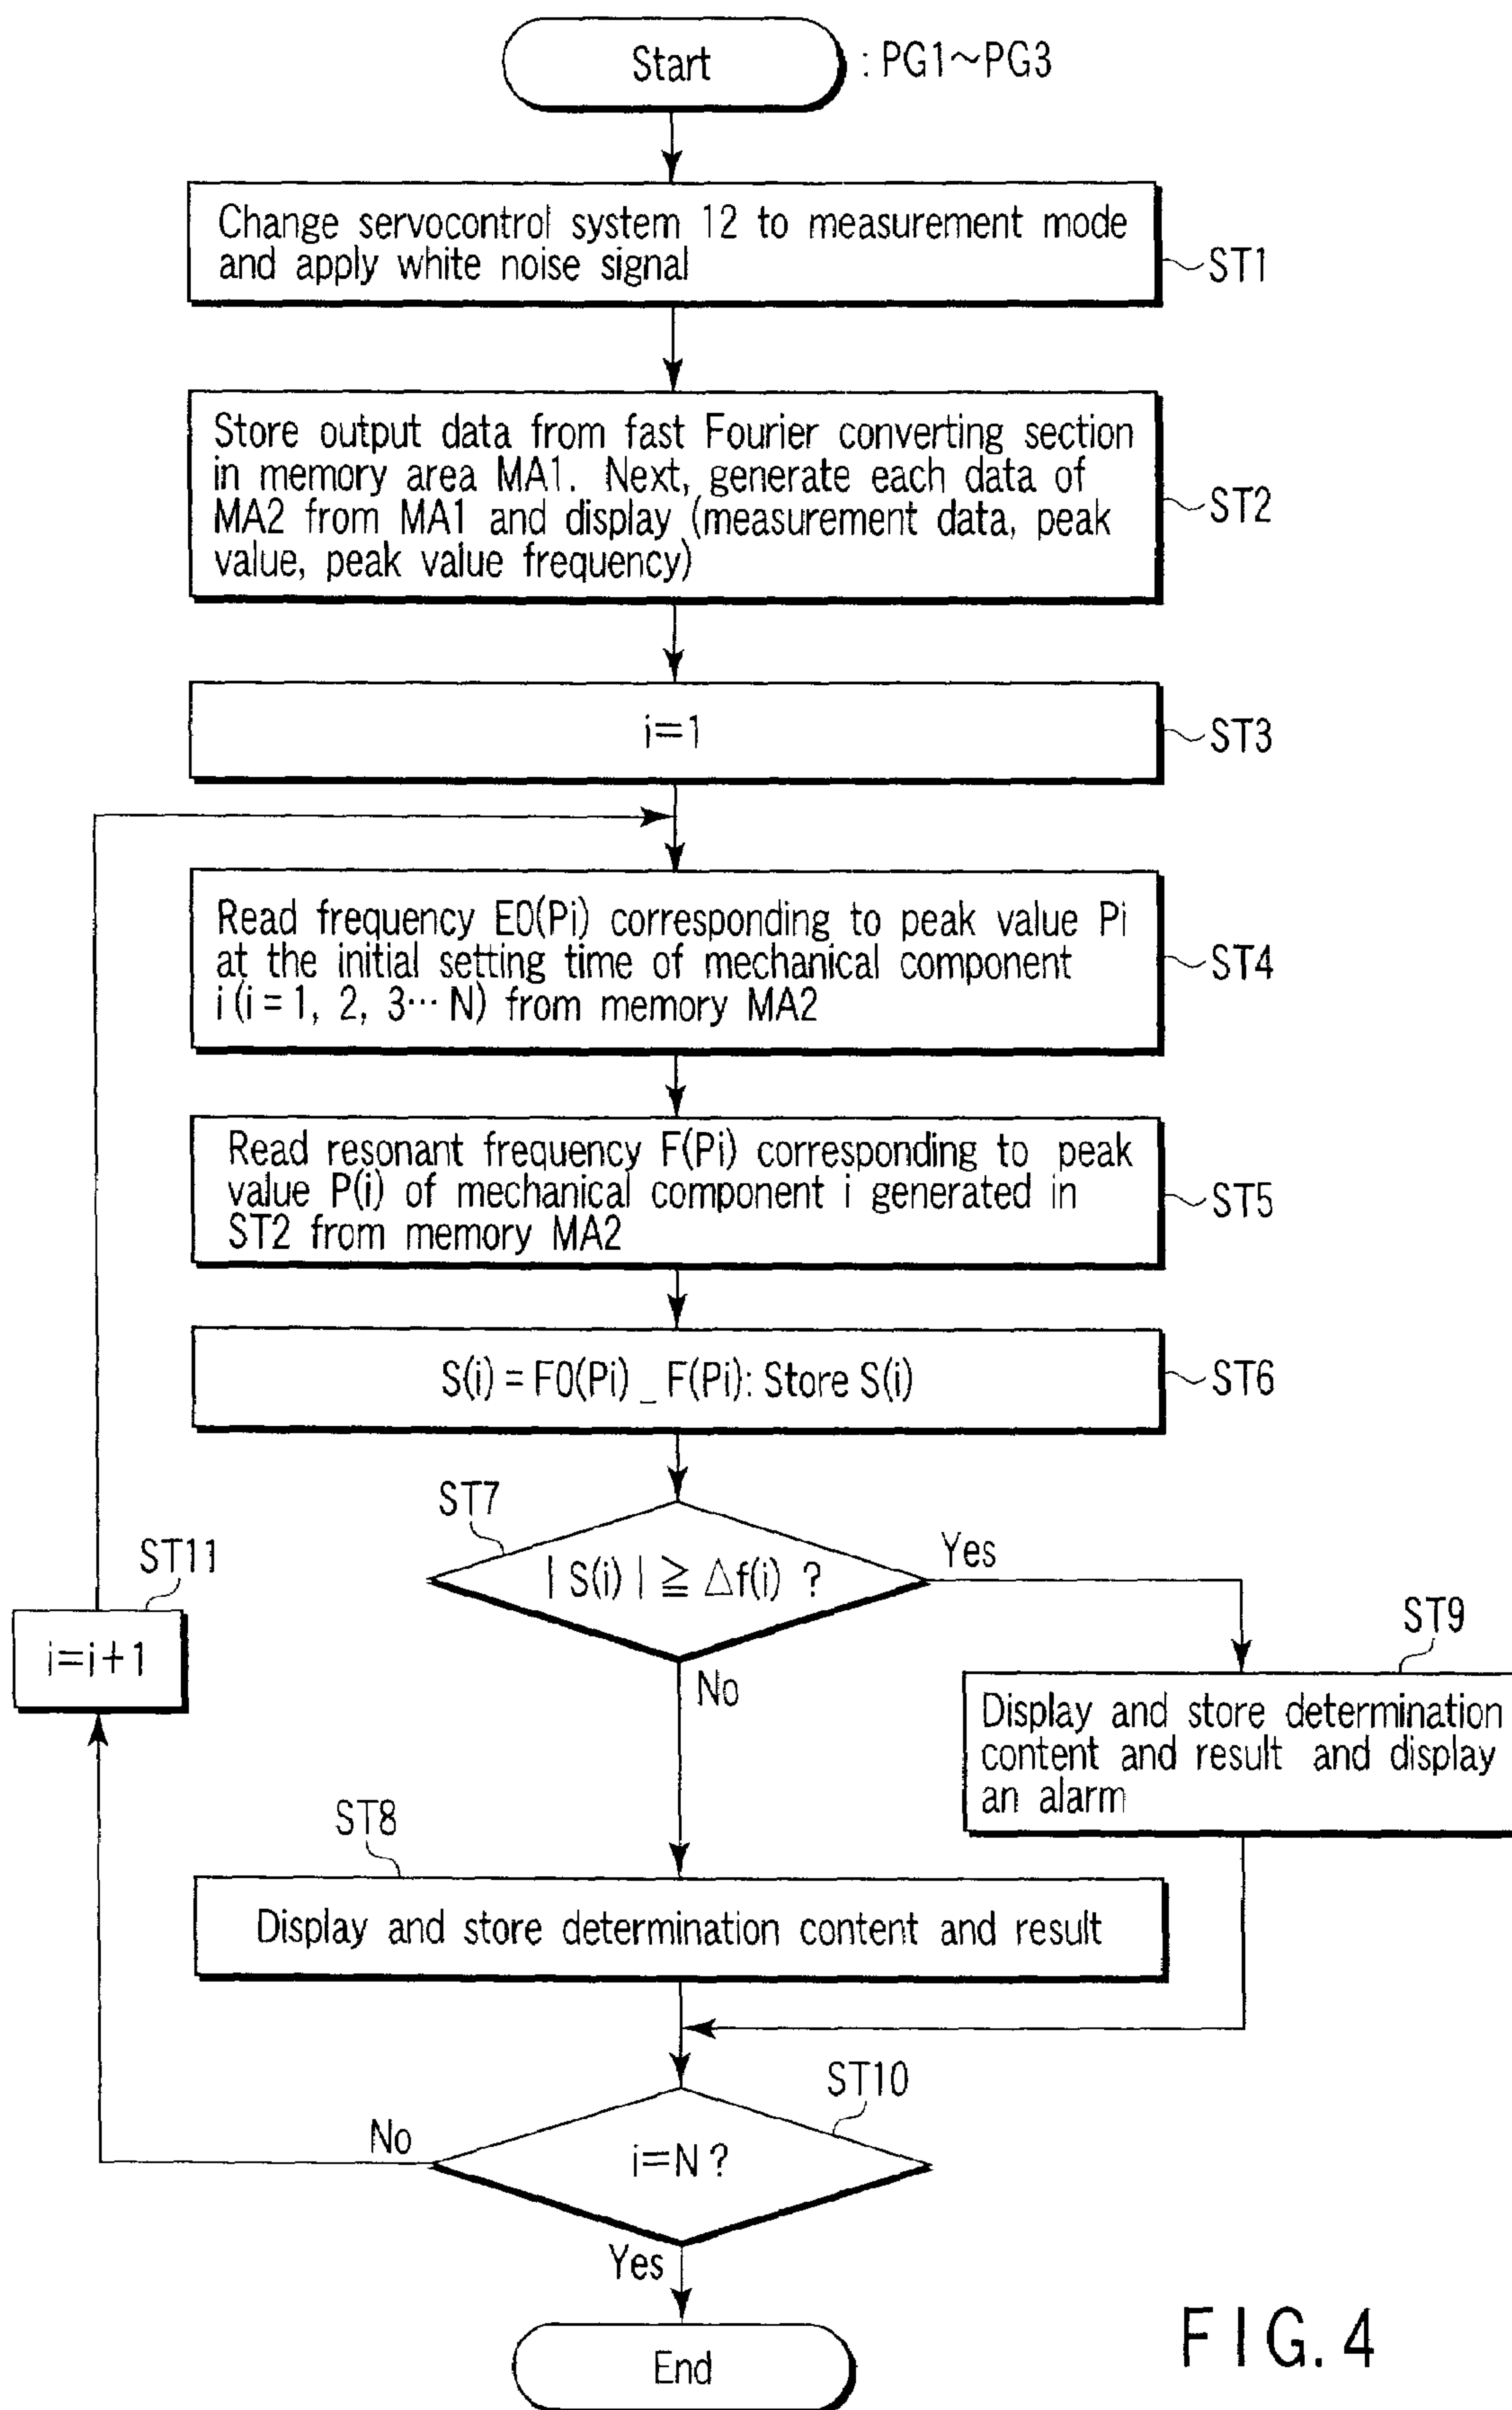 Start
: PG1~PG3
Change servocontrol system 12 to measurement mode
and apply white noise signal
ST1
Store output data from fast Fourier converting section
in memory area MA1. Next, generate each data of
MA2 from MA1 and display (measurement data, peak
value, peak value frequency)
ST2
i=1
ST3
Read frequency E0(Pi) corresponding to peak value Pi
at the initial setting time of mechanical component
i (i = 1, 2, 3··· N) from memory MA2
ST4
Read resonant frequency F(Pi) corresponding to peak
value P(i) of mechanical component i generated in
ST2 from memory MA2
ST5
S(i) = F0(Pi) _ F(Pi): Store S(i)
ST6
ST7
| S(i) | ≧ △f(i) ?
Yes
No
ST11
i=i+1
ST9
Display and store determination
content and result and display
an alarm
ST8
Display and store determination content and result
ST10
i=N ?
No
Yes
End
FIG. 4